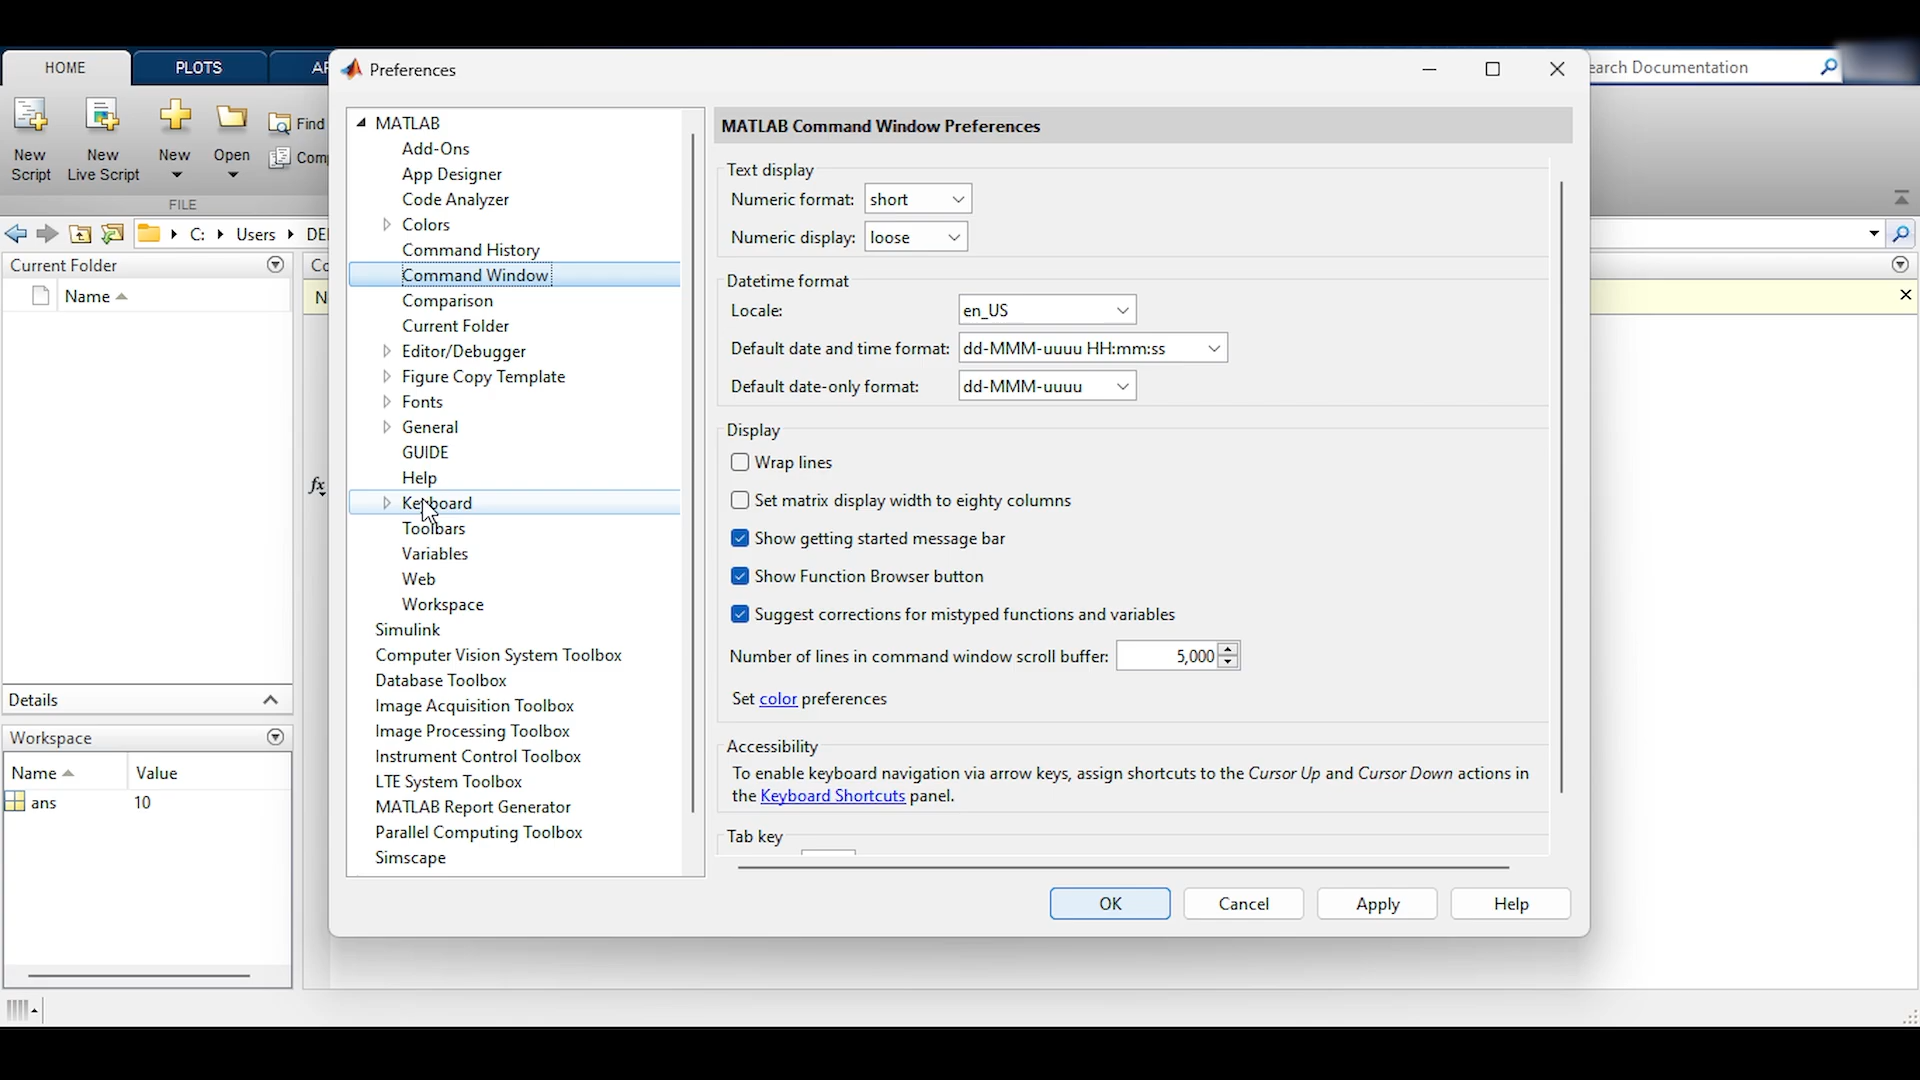 HOME
PLOTS
AP
Preferences
earch Documentation
New
Script
New
Live Script
New
Open
Find
Comp
FILE
C:
Users
DEL
Current Folder
Name
Details
Workspace
Name
Value
ans
10
Co
N
fx
MATLAB
Add-Ons
App Designer
Code Analyzer
Colors
Command History
Command Window
Comparison
Current Folder
Editor/Debugger
Figure Copy Template
Fonts
General
GUIDE
Help
Keyboard
Toolbars
Variables
Web
Workspace
Simulink
Computer Vision System Toolbox
Database Toolbox
Image Acquisition Toolbox
Image Processing Toolbox
Instrument Control Toolbox
LTE System Toolbox
MATLAB Report Generator
Parallel Computing Toolbox
Simscape
MATLAB Command Window Preferences
Text display
Numeric format: short
Numeric display: loose
Datetime format
Locale: en_US
Default date and time format: dd-MMM-uuuu HH:mm:ss
Default date-only format: dd-MMM-uuuu
Display
Wrap lines
Set matrix display width to eighty columns
Show getting started message bar
Show Function Browser button
Suggest corrections for mistyped functions and variables
Number of lines in command window scroll buffer: 5,000
Set color preferences
Accessibility
To enable keyboard navigation via arrow keys, assign shortcuts to the Cursor Up and Cursor Down actions in
the Keyboard Shortcuts panel.
Tab key
OK
Cancel
Apply
Help